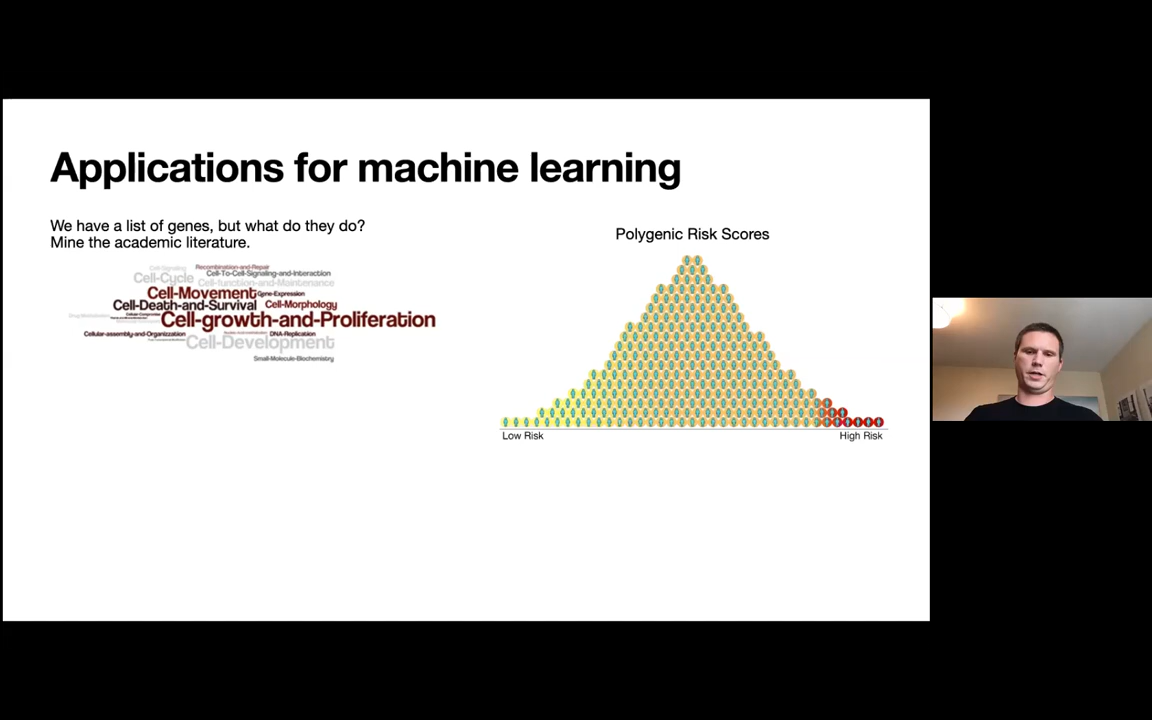 Applications for machine learning
We have a list of genes, but what do they do?
Mine the academic literature.
Cell-Signaling
Recombination-and-Repair
Cell-Cycle
Cell-To-Cell-Signaling-and-Interaction
Cell-function-and-Maintenance
Cell-Movement
Gene-Expression
Cell-Death-and-Survival
Cell-Morphology
Cell-growth-and-Proliferation
Cellular-assembly-and-Organization
DNA-Replication
Cell-Development
Small-Molecule-Biochemistry
Polygenic Risk Scores
Low Risk
High Risk